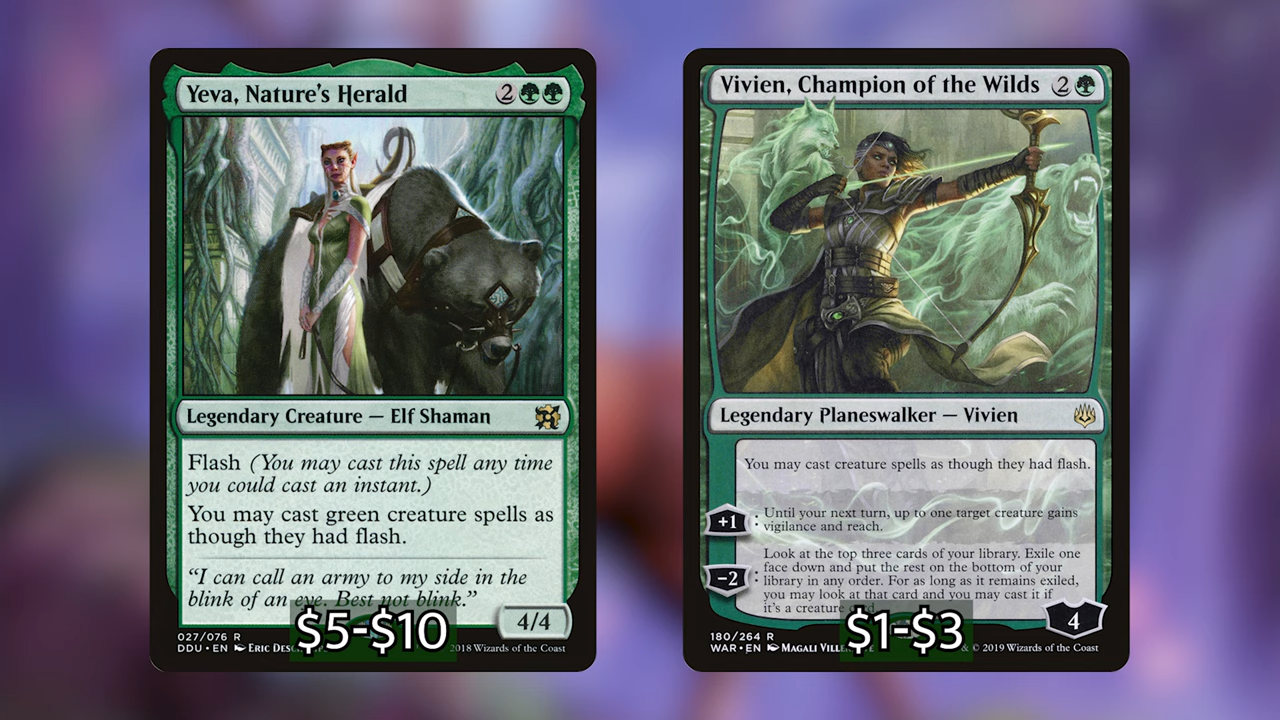 Yeva, Nature's Herald 2
Legendary Creature — Elf Shaman
Flash (You may cast this spell any time
you could cast an instant.)
You may cast green creature spells as
though they had flash.
"I can call an army to my side in the
blink of an eye. Best not blink."
4/4
$5-$10
027/076 R
DDU • EN
2018 Wizards of the Coast
Vivien, Champion of the Wilds 2
Legendary Planeswalker — Vivien
You may cast creature spells as though they had flash.
+1 : Until your next turn, up to one target creature gains
vigilance and reach.
Look at the top three cards of your library. Exile one
face down and put the rest on the bottom of your
-2 : library in any order. For as long as it remains exiled,
you may look at that card and you may cast it if
it's a creature
4
$1-$3
180/264 R
WAR • EN Magali
& © 2019 Wizards of the Coast